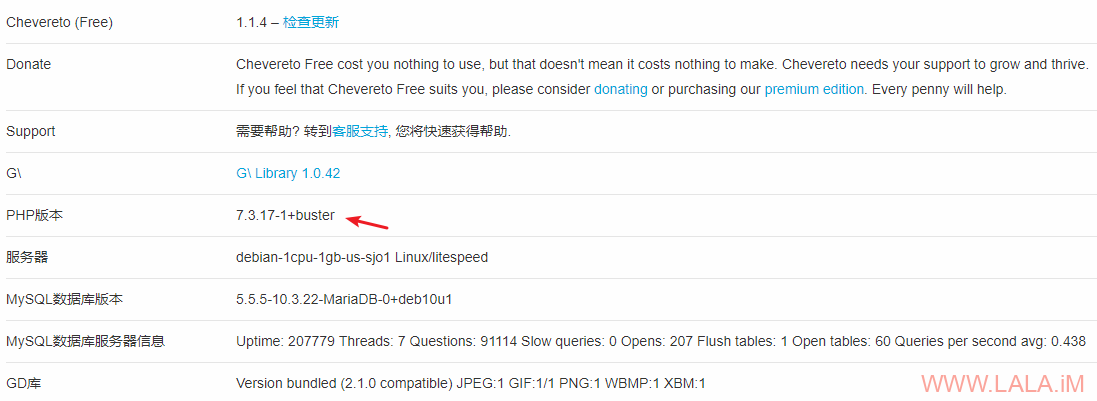 Chevereto (Free) 1.1.4 – 检查更新
Donate Chevereto Free cost you nothing to use, but that doesn't mean it costs nothing to make. Chevereto needs your support to grow and thrive.
If you feel that Chevereto Free suits you, please consider donating or purchasing our premium edition. Every penny will help.
Support 需要帮助? 转到客服支持, 您将快速获得帮助.
G\ G\ Library 1.0.42
PHP版本 7.3.17-1+buster
服务器 debian-1cpu-1gb-us-sjo1 Linux/litespeed
MySQL数据库版本 5.5.5-10.3.22-MariaDB-0+deb10u1
MySQL数据库服务器信息 Uptime: 207779 Threads: 7 Questions: 91114 Slow queries: 0 Opens: 207 Flush tables: 1 Open tables: 60 Queries per second avg: 0.438
GD库 Version bundled (2.1.0 compatible) JPEG:1 GIF:1/1 PNG:1 WBMP:1 XBM:1
WWW.LALA.iM